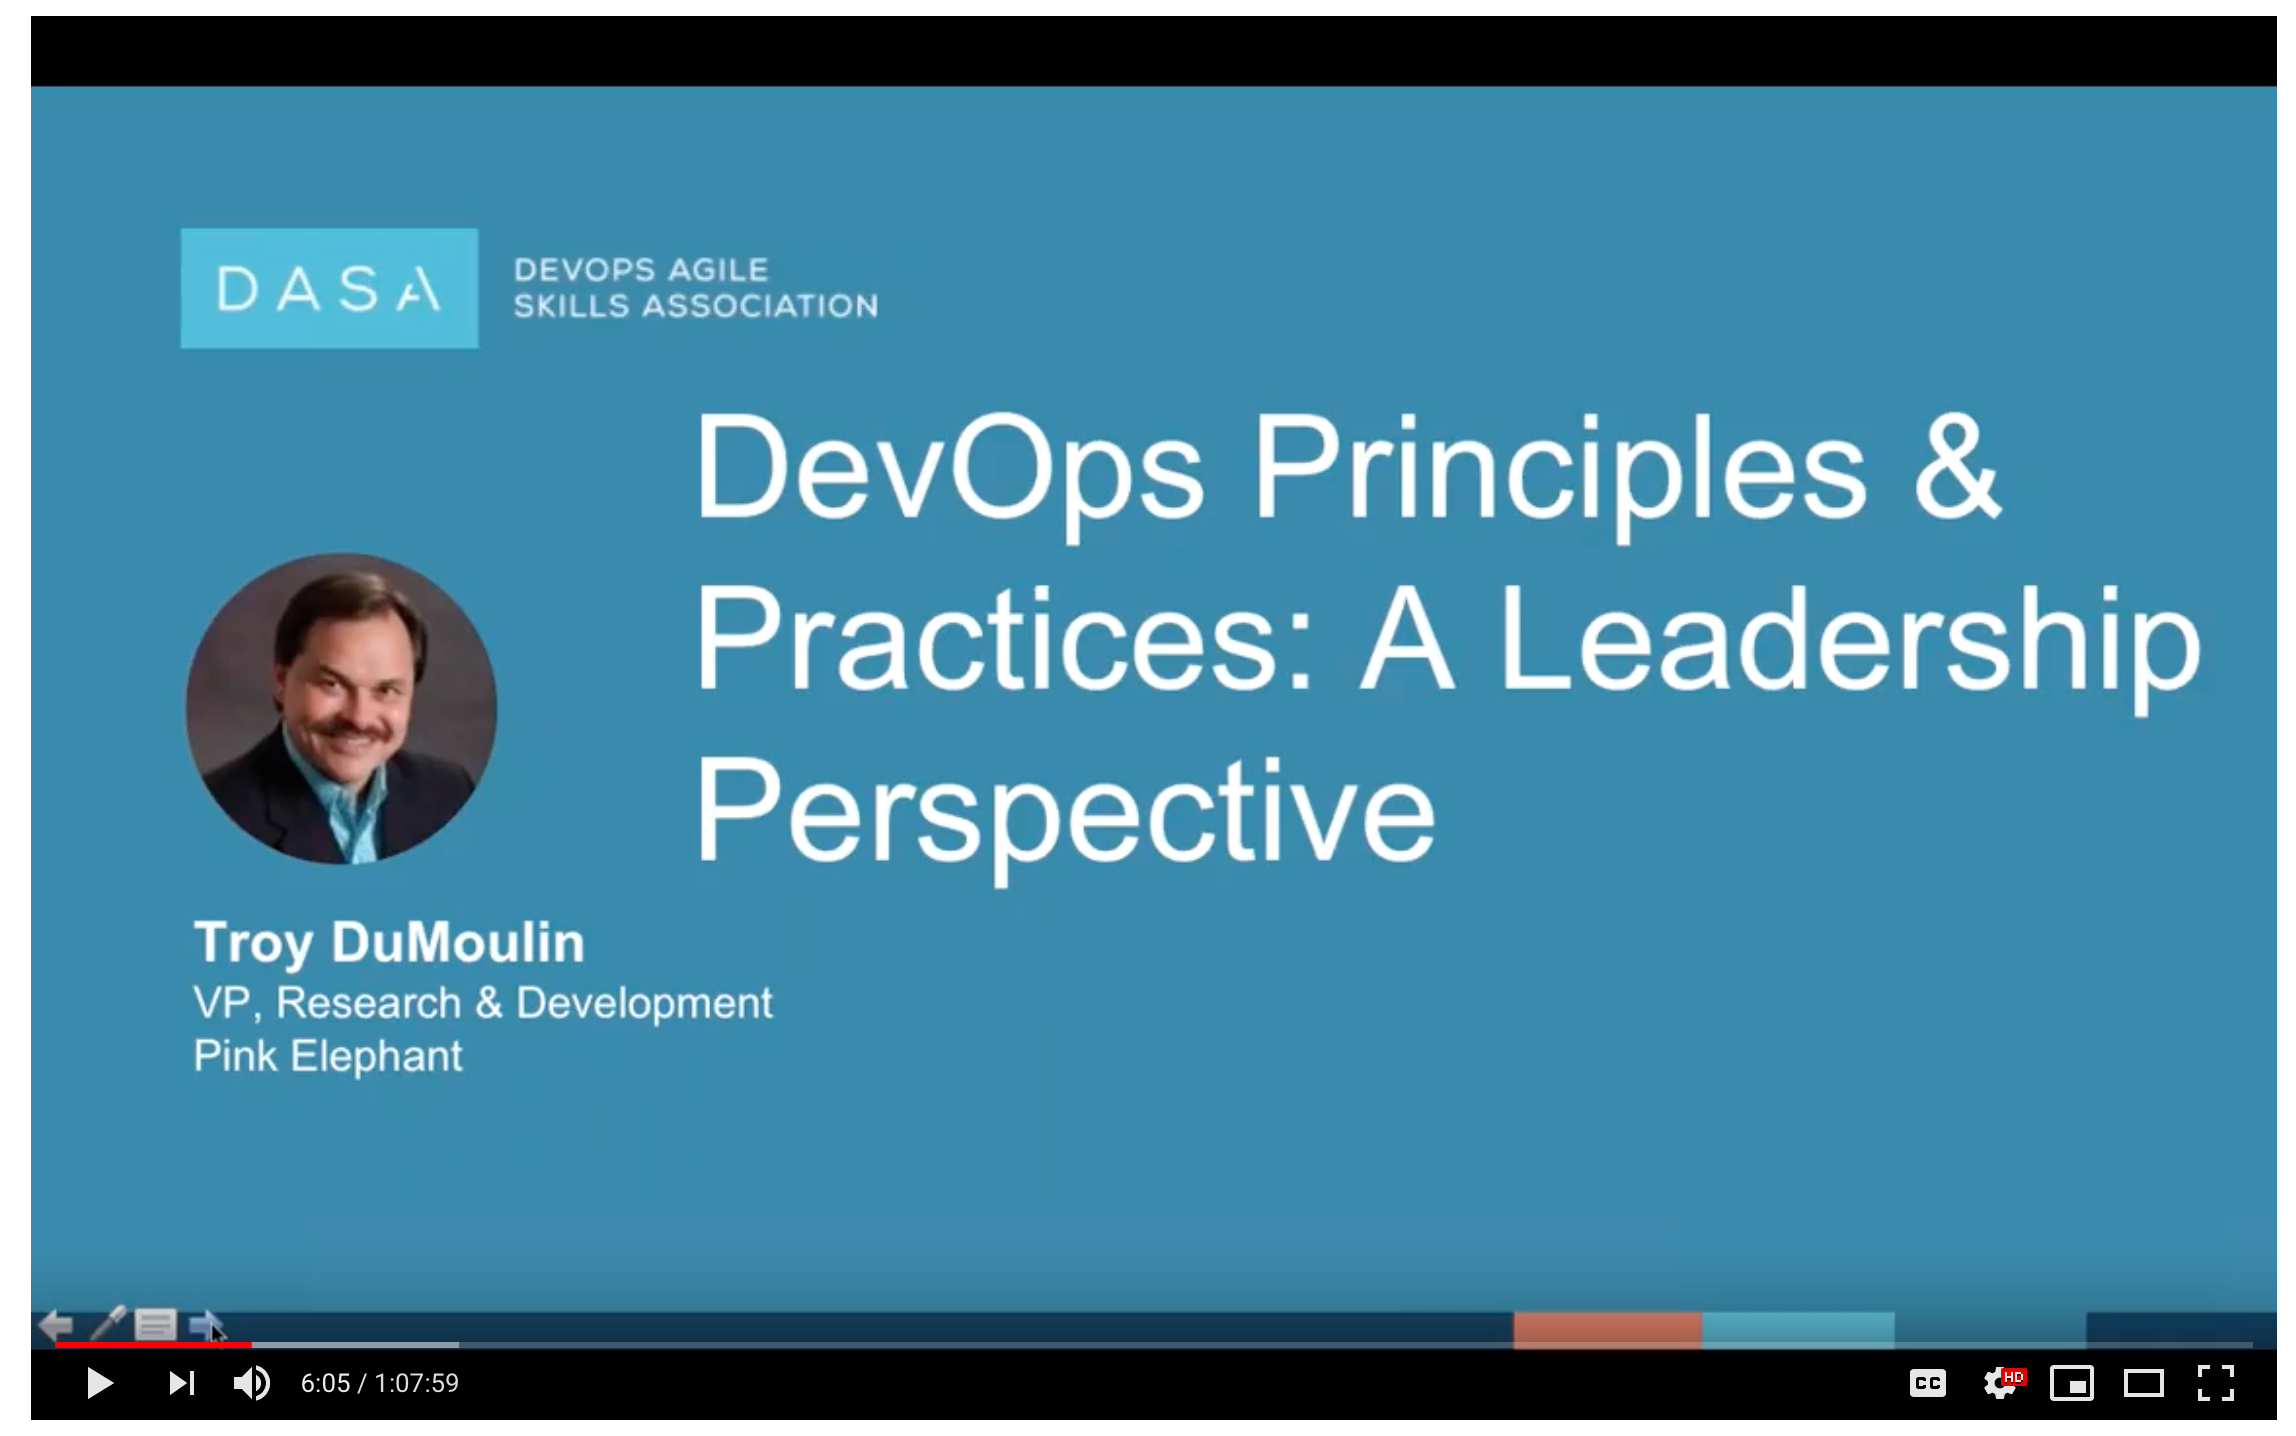 DASA
DEVOPS AGILE
SKILLS ASSOCIATION
DevOps Principles &
Practices: A Leadership
Perspective
Troy DuMoulin
VP, Research & Development
Pink Elephant
6:05 / 1:07:59
CC
HD